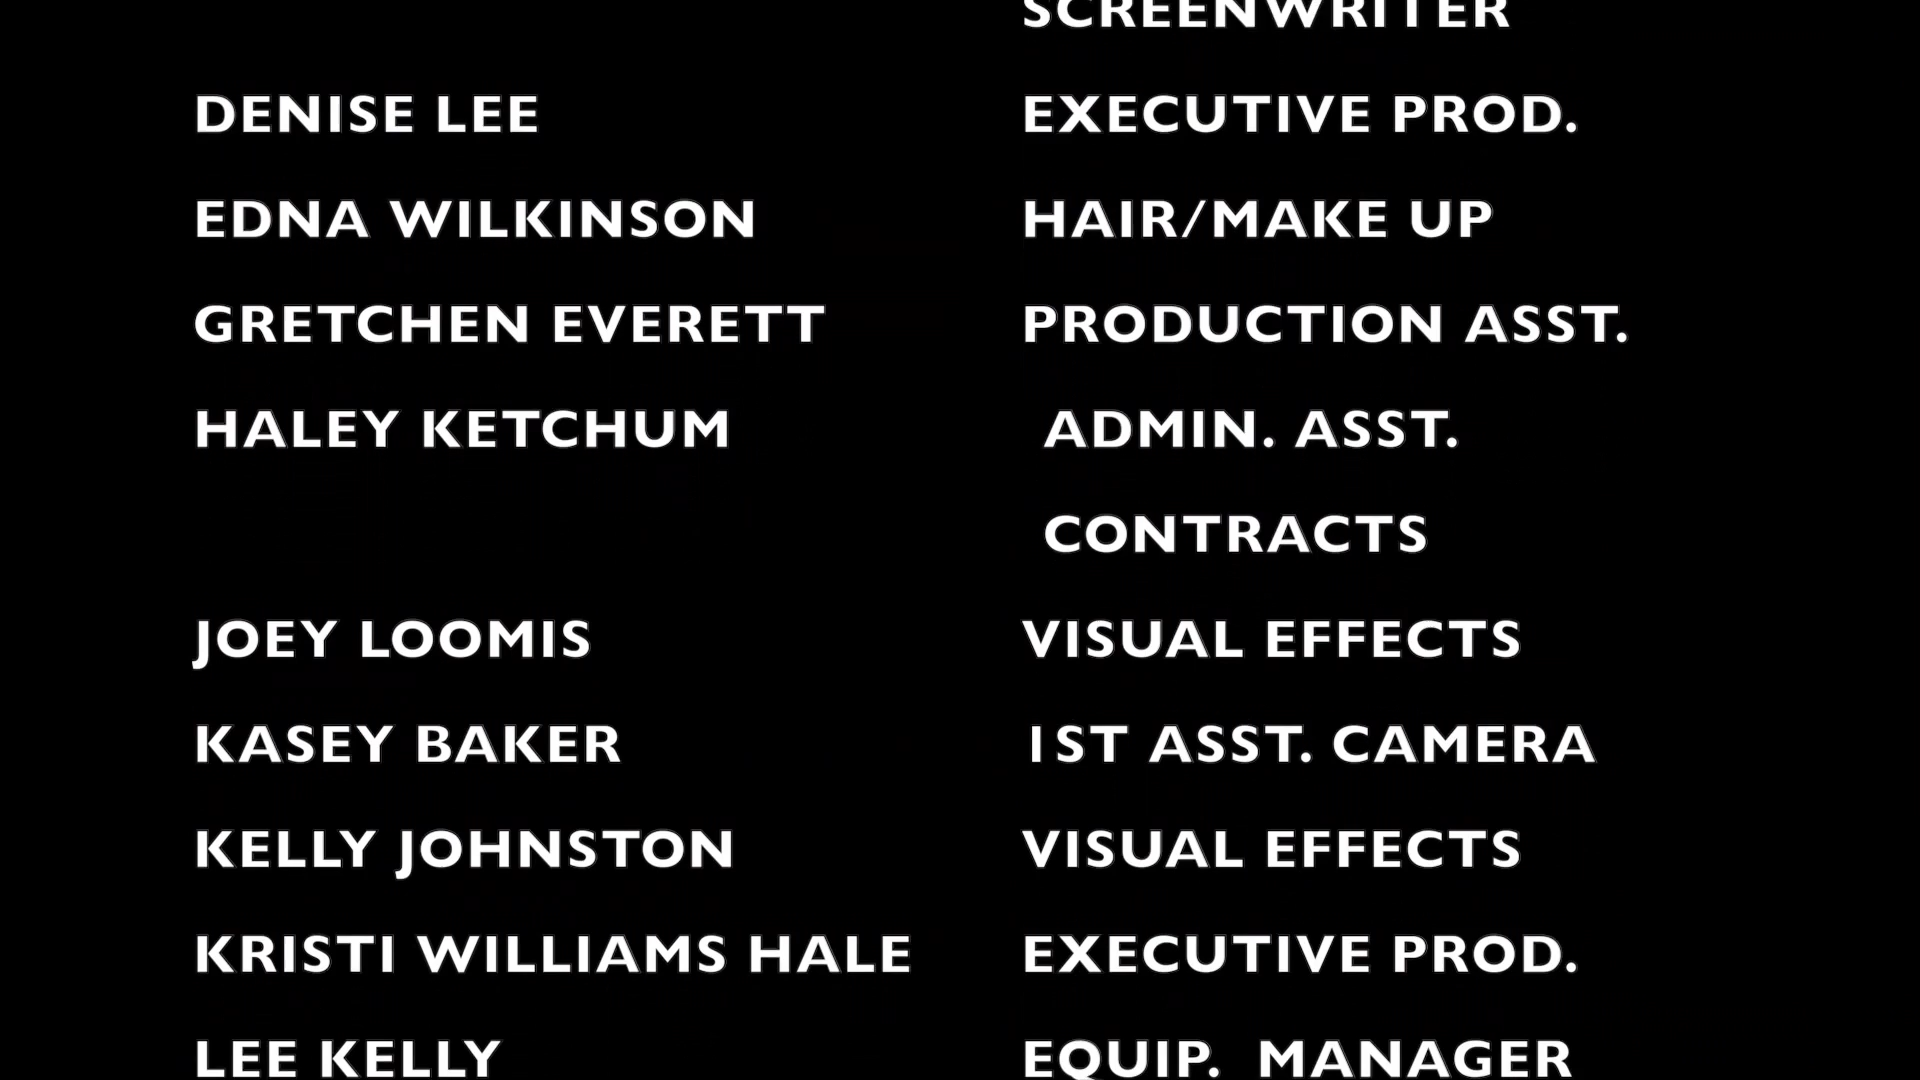 SCREENWRITER
DENISE LEE EXECUTIVE PROD.
EDNA WILKINSON HAIR/MAKE UP
GRETCHEN EVERETT PRODUCTION ASST.
HALEY KETCHUM ADMIN. ASST.
CONTRACTS
JOEY LOOMIS VISUAL EFFECTS
KASEY BAKER 1ST ASST. CAMERA
KELLY JOHNSTON VISUAL EFFECTS
KRISTI WILLIAMS HALE EXECUTIVE PROD.
LEE KELLY EQUIP. MANAGER